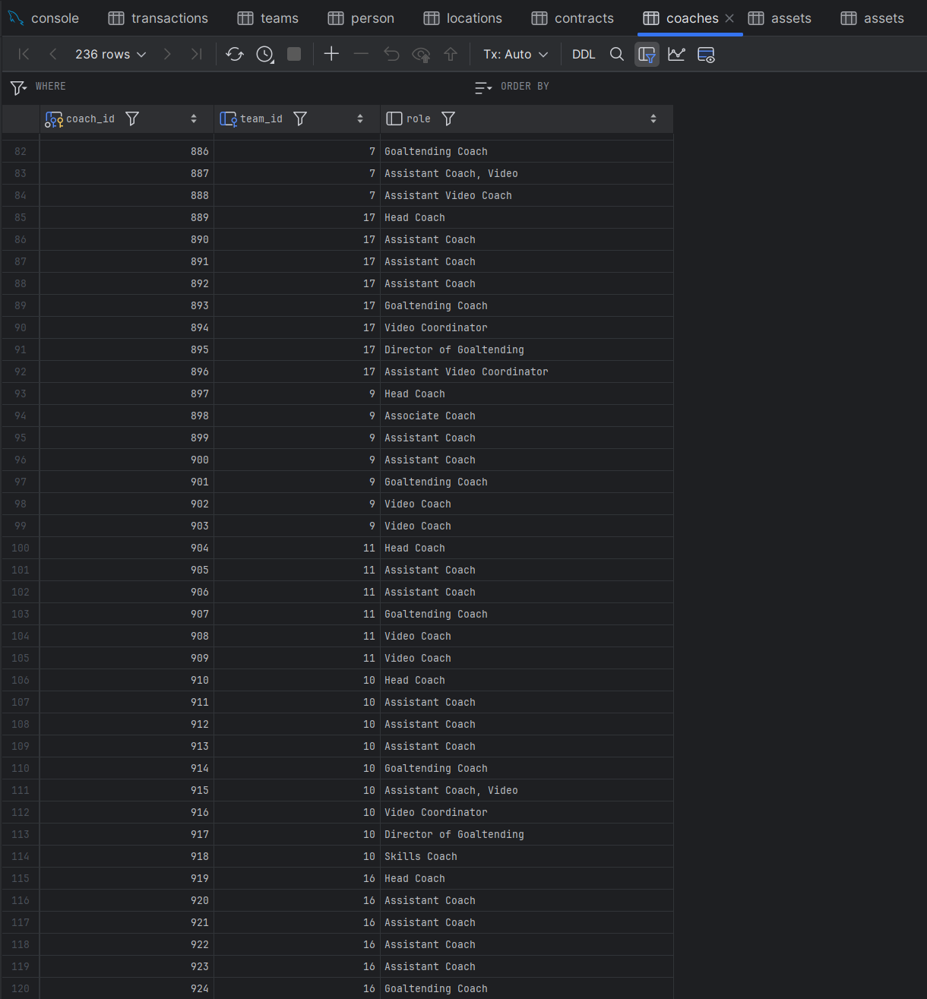 console transactions teams person locations contracts coaches assets assets
236 rows Tx: Auto DDL
WHERE ORDER BY
coach_id team_id role
82 886 7 Goaltending Coach
83 887 7 Assistant Coach, Video
84 888 7 Assistant Video Coach
85 889 17 Head Coach
86 890 17 Assistant Coach
87 891 17 Assistant Coach
88 892 17 Assistant Coach
89 893 17 Goaltending Coach
90 894 17 Video Coordinator
91 895 17 Director of Goaltending
92 896 17 Assistant Video Coordinator
93 897 9 Head Coach
94 898 9 Associate Coach
95 899 9 Assistant Coach
96 900 9 Assistant Coach
97 901 9 Goaltending Coach
98 902 9 Video Coach
99 903 9 Video Coach
100 904 11 Head Coach
101 905 11 Assistant Coach
102 906 11 Assistant Coach
103 907 11 Goaltending Coach
104 908 11 Video Coach
105 909 11 Video Coach
106 910 10 Head Coach
107 911 10 Assistant Coach
108 912 10 Assistant Coach
109 913 10 Assistant Coach
110 914 10 Goaltending Coach
111 915 10 Assistant Coach, Video
112 916 10 Video Coordinator
113 917 10 Director of Goaltending
114 918 10 Skills Coach
115 919 16 Head Coach
116 920 16 Assistant Coach
117 921 16 Assistant Coach
118 922 16 Assistant Coach
119 923 16 Assistant Coach
120 924 16 Goaltending Coach